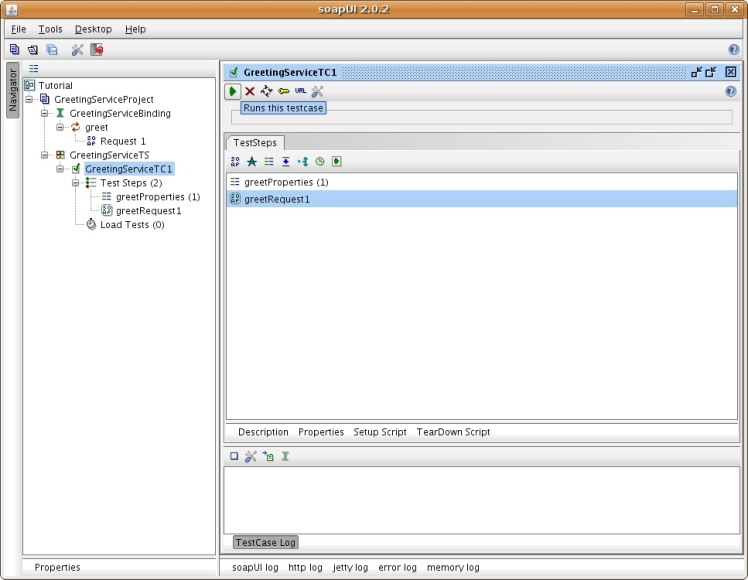 soapUI 2.0.2
File Tools Desktop Help
Navigator
Tutorial
GreetingServiceProject
GreetingServiceBinding
greet
Request 1
GreetingServiceTS
GreetingServiceTC1
Test Steps (2)
greetProperties (1)
greetRequest1
Load Tests (0)
Properties
GreetingServiceTC1
URL
Runs this testcase
TestSteps
greetProperties (1)
greetRequest1
Description Properties Setup Script TearDown Script
TestCase Log
soapUI log http log jetty log error log memory log